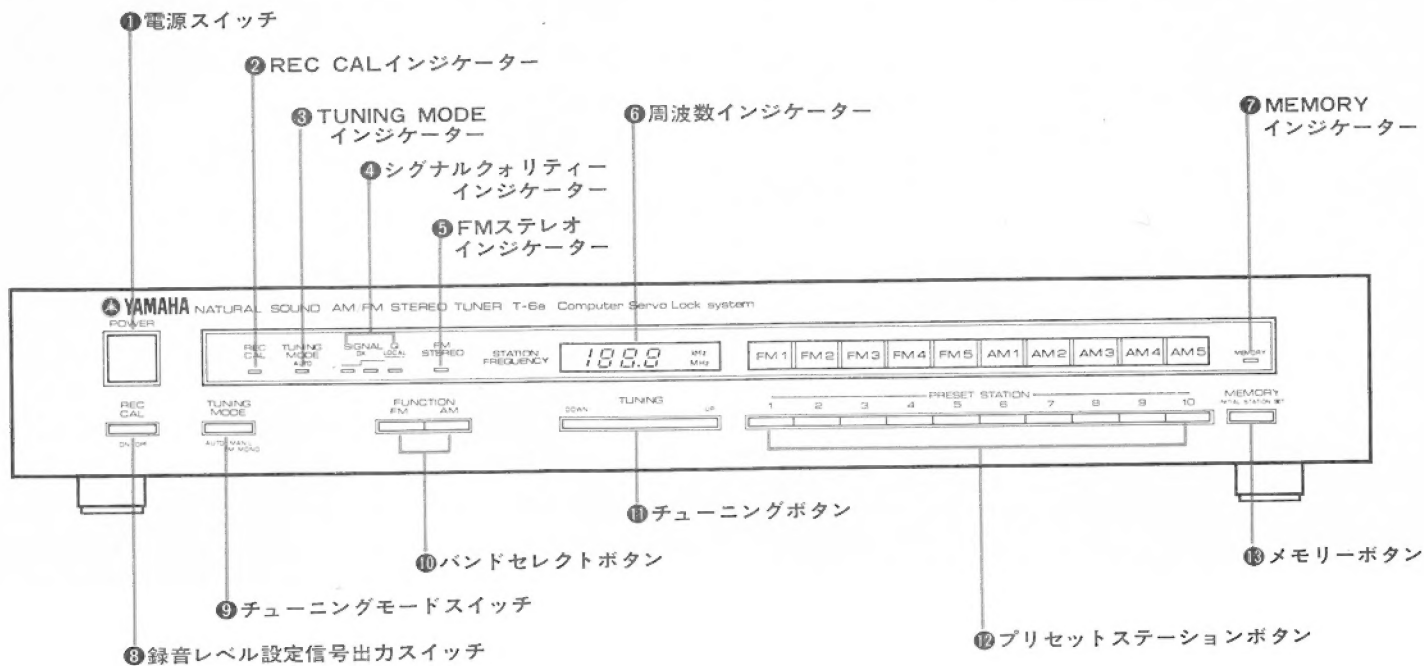 ❶電源スイッチ
❷REC CALインジケーター
❸TUNING MODE
インジケーター
❹シグナルクォリティー
インジケーター
❺FMステレオ
インジケーター
❻周波数インジケーター
❼MEMORY
インジケーター
YAMAHA NATURAL SOUND AM/FM STEREO TUNER T-6a Computer Servo Lock system
POWER
REC
CAL
TUNING
MODE
AUTO
SIGNAL Q
DX LOCAL
FM
STEREO
STATION
FREQUENCY
188.8
kHz
MHz
FM1 FM2 FM3 FM4 FM5 AM1 AM2 AM3 AM4 AM5
MEMORY
REC
CAL
ON/OFF
TUNING
MODE
AUTO MAN'L
FM MONO
FUNCTION
FM AM
TUNING
DOWN UP
PRESET STATION
1 2 3 4 5 6 7 8 9 10
MEMORY
INITIAL STATION SET
⓫チューニングボタン
❿バンドセレクトボタン
⓭メモリーボタン
❾チューニングモードスイッチ
⓬プリセットステーションボタン
❽録音レベル設定信号出力スイッチ